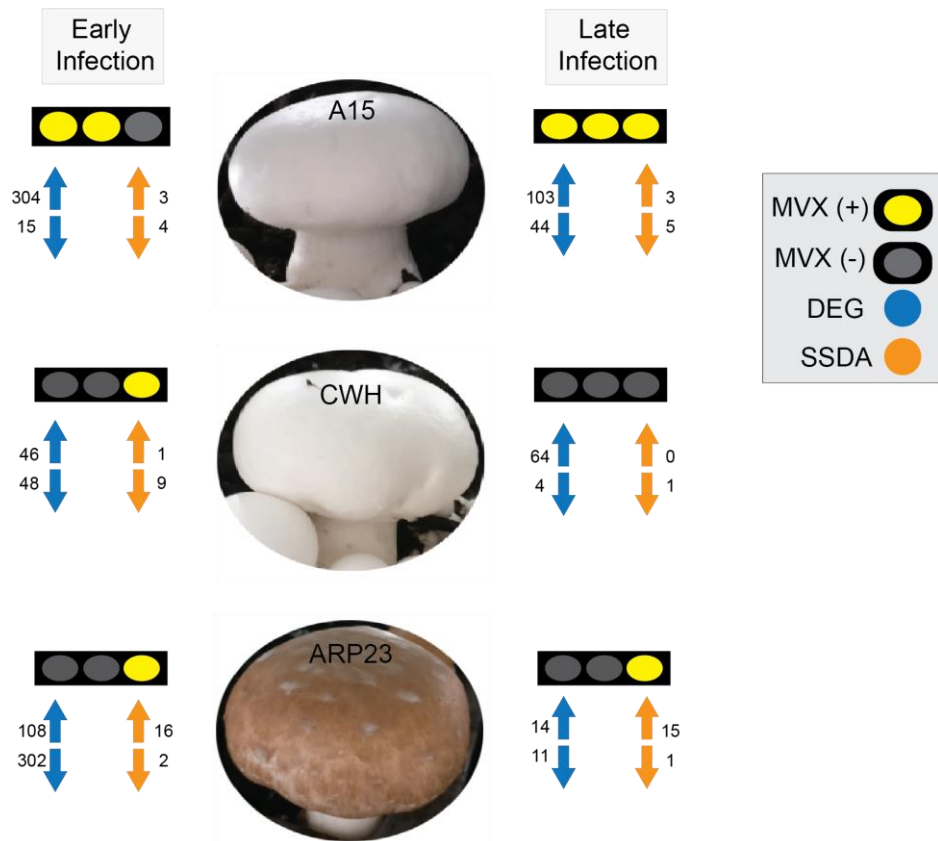 Early
Infection
Late
Infection
A15
304
15
3
4
103
44
3
5
MVX (+)
MVX (-)
DEG
SSDA
CWH
46
48
1
9
64
4
0
1
ARP23
108
302
16
2
14
11
15
1